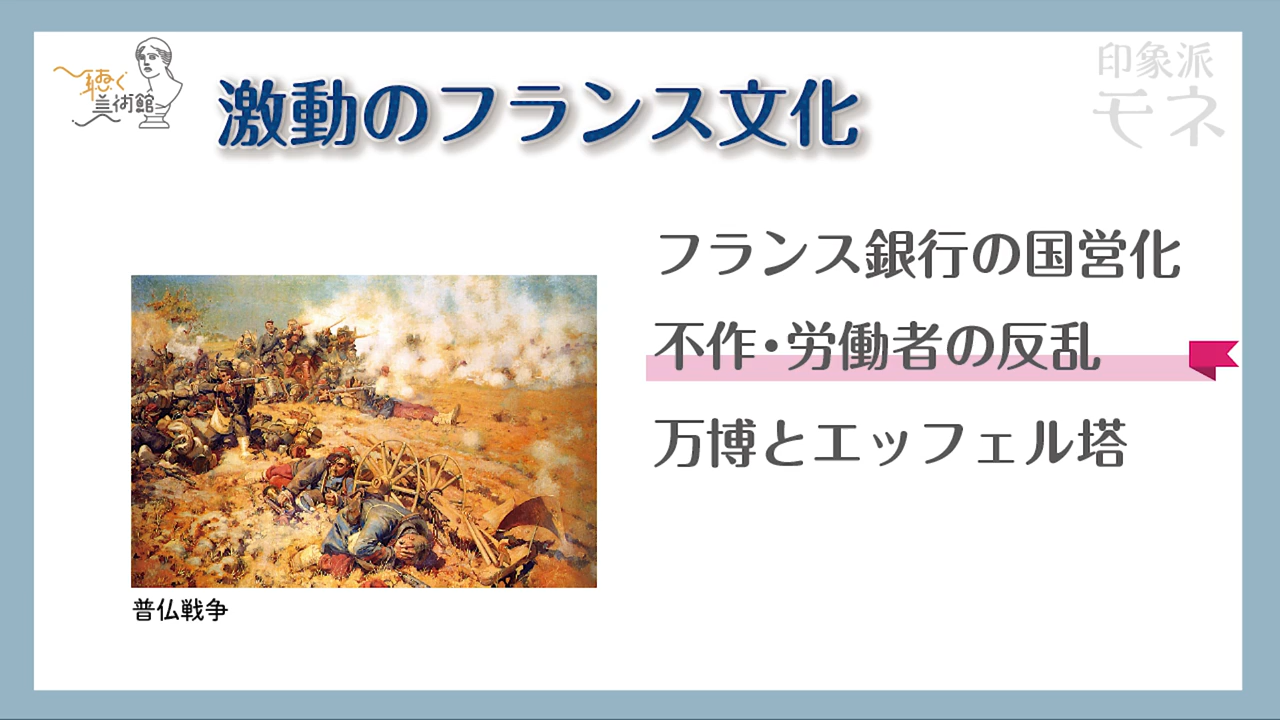 聴く
美術館
激動のフランス文化
印象派
モネ
フランス銀行の国営化
不作・労働者の反乱
万博とエッフェル塔
普仏戦争